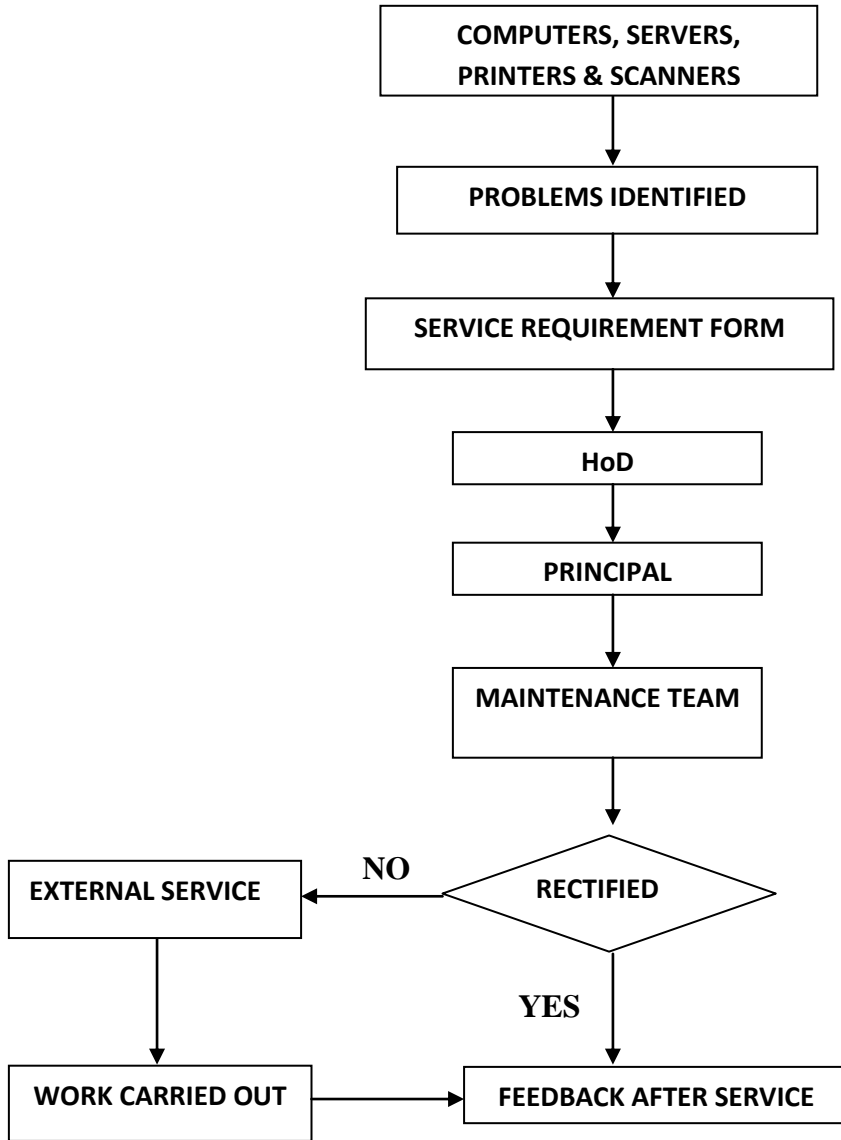 COMPUTERS, SERVERS,
PRINTERS & SCANNERS
PROBLEMS IDENTIFIED
SERVICE REQUIREMENT FORM
HoD
PRINCIPAL
MAINTENANCE TEAM
RECTIFIED
NO
EXTERNAL SERVICE
YES
WORK CARRIED OUT
FEEDBACK AFTER SERVICE